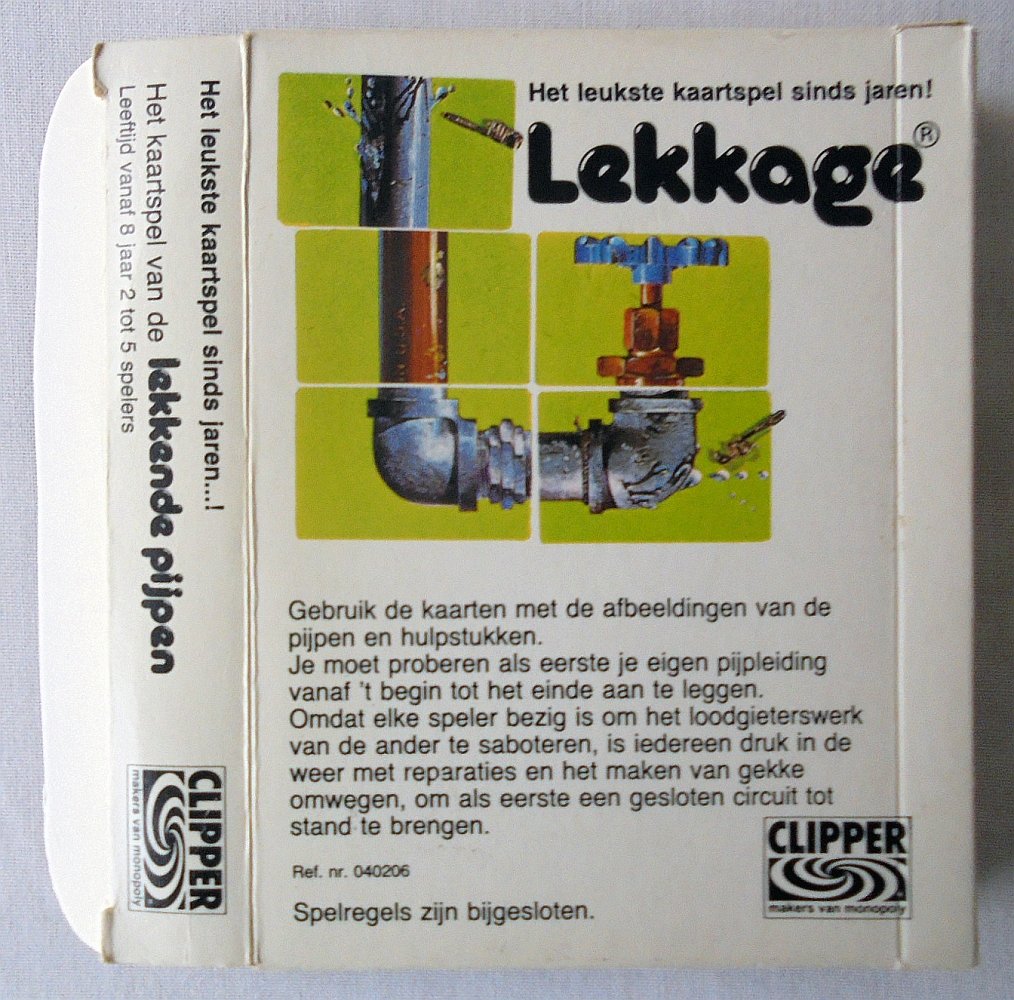 Het leukste kaartspel sinds jaren...!
Het kaartspel van de lekkende pijpen
Leeftijd vanaf 8 jaar 2 tot 5 spelers
CLIPPER
makers van monopoly
Het leukste kaartspel sinds jaren!
Lekkage®
Gebruik de kaarten met de afbeeldingen van de
pijpen en hulpstukken.
Je moet proberen als eerste je eigen pijpleiding
vanaf 't begin tot het einde aan te leggen.
Omdat elke speler bezig is om het loodgieterswerk
van de ander te saboteren, is iedereen druk in de
weer met reparaties en het maken van gekke
omwegen, om als eerste een gesloten circuit tot
stand te brengen.
Ref. nr. 040206
Spelregels zijn bijgesloten.
CLIPPER
makers van monopoly